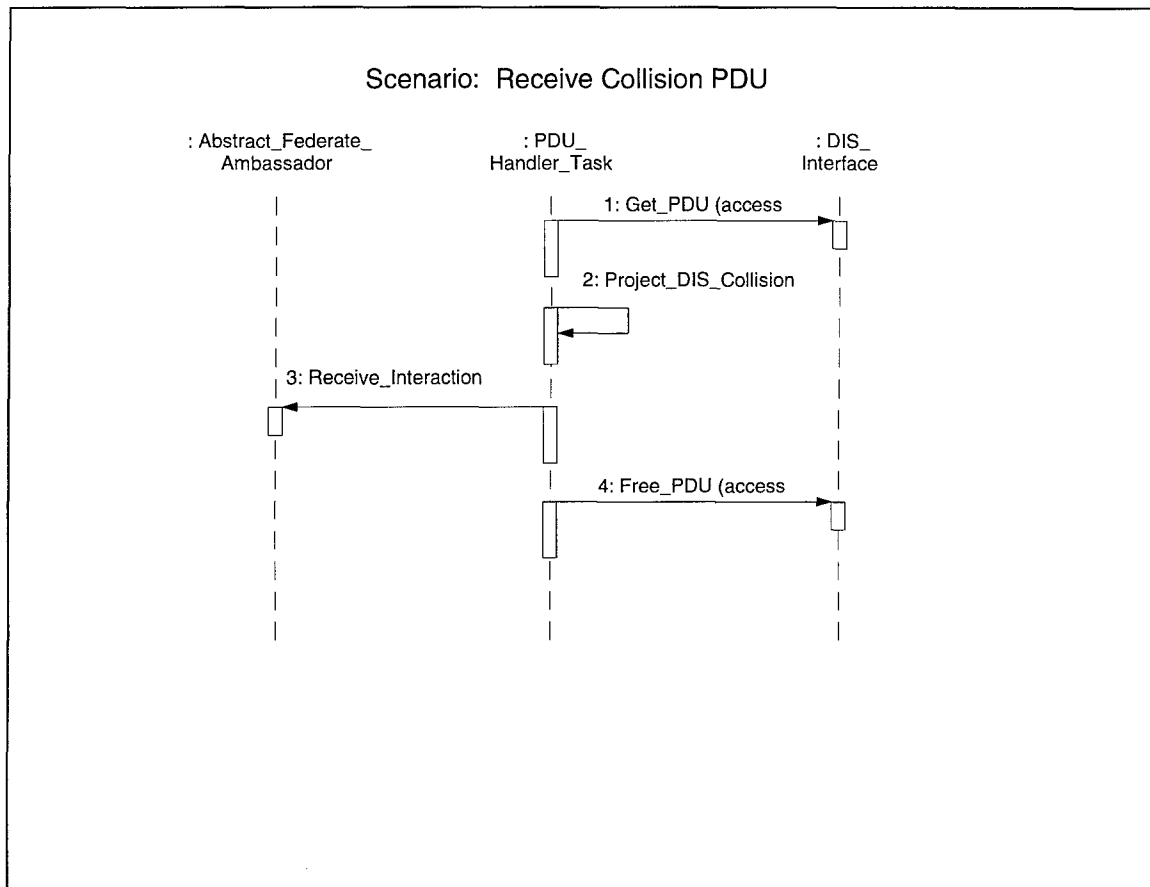 Scenario: Receive Collision PDU
: Abstract_Federate_
Ambassador
: PDU_
Handler_Task
: DIS_
Interface
1: Get_PDU (access
2: Project_DIS_Collision
3: Receive_Interaction
4: Free_PDU (access